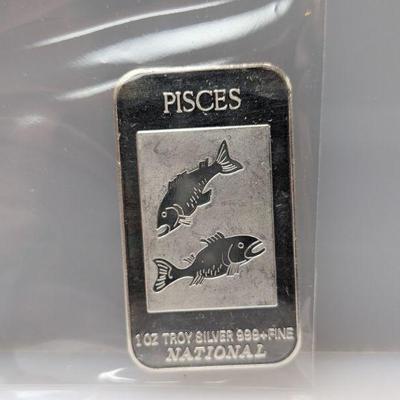 PISCES
1 OZ TROY SILVER 999+FINE
NATIONAL